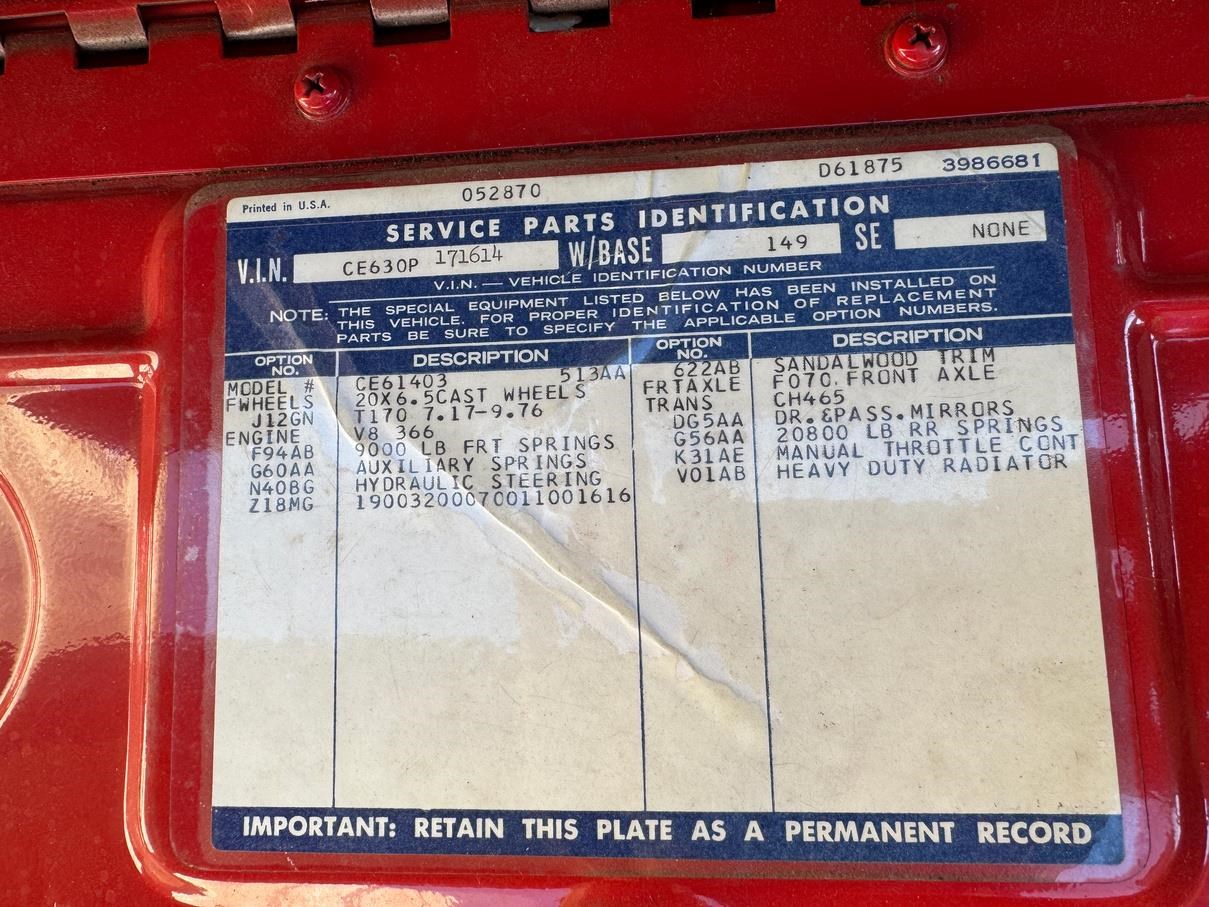 Printed in U.S.A. 052870 D61875 3986681
SERVICE PARTS IDENTIFICATION
V.I.N. CE630P 171614 W/BASE 149 SE NONE
V.I.N. — VEHICLE IDENTIFICATION NUMBER
NOTE: THE SPECIAL EQUIPMENT LISTED BELOW HAS BEEN INSTALLED ON
THIS VEHICLE. FOR PROPER IDENTIFICATION OF REPLACEMENT
PARTS BE SURE TO SPECIFY THE APPLICABLE OPTION NUMBERS.
OPTION NO. DESCRIPTION OPTION NO. DESCRIPTION
MODEL # CE61403 513AA 622AB SANDALWOOD TRIM
FWHEELS 20X6.5CAST WHEELS FRTAXLE F070.FRONT AXLE
J12GN T170 7.17-9.76 TRANS CH465
ENGINE V8 366 DG5AA DR.&PASS.MIRRORS
F94AB 9000 LB FRT SPRINGS G56AA 20800 LB RR SPRINGS
G60AA AUXILIARY SPRINGS K31AE MANUAL THROTTLE CONT
N40BG HYDRAULIC STEERING V01AB HEAVY DUTY RADIATOR
Z18MG 19003200070011001616
IMPORTANT: RETAIN THIS PLATE AS A PERMANENT RECORD